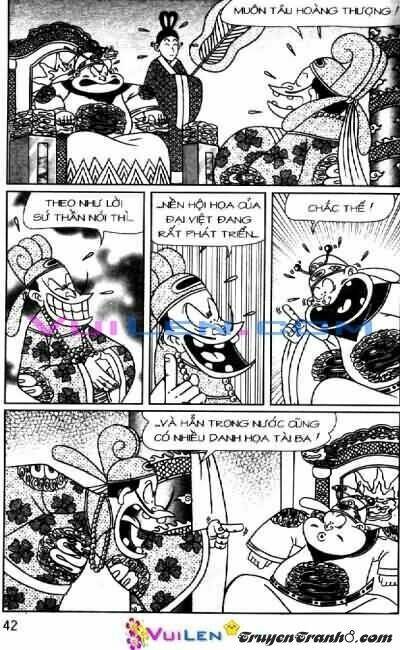 MUÔN TÂU HOÀNG THƯỢNG!
THEO NHƯ LỜI
SỨ THẦN NÓI THÌ...
...NỀN HỘI HỌA CỦA
ĐẠI VIỆT ĐANG
RẤT PHÁT TRIỂN...
CHẮC THẾ!
VUILEN.COM
...VÀ HẲN TRONG NƯỚC CŨNG
CÓ NHIỀU DANH HỌA TÀI BA!
42
VUILEN
TruyenTranh8.com